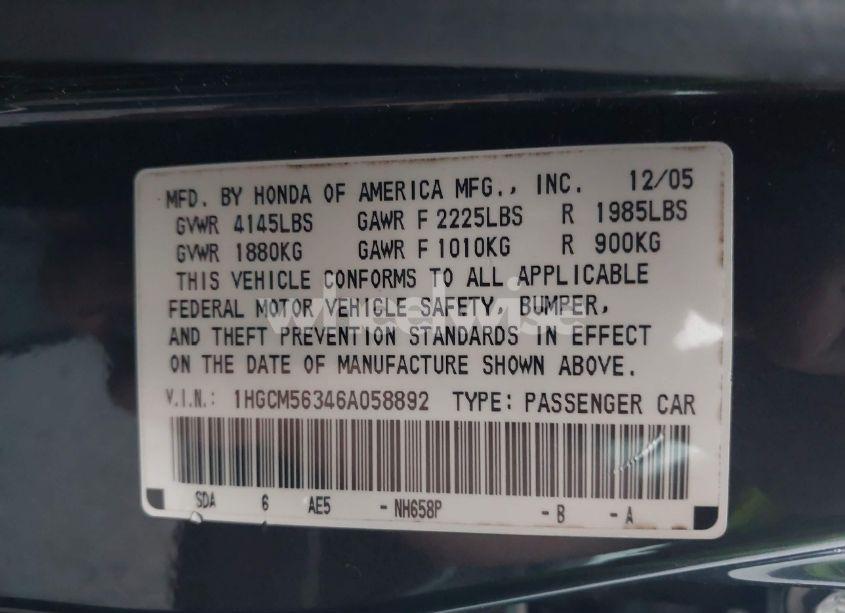 MFD. BY HONDA OF AMERICA MFG., INC. 12/05
GVWR 4145LBS GAWR F 2225LBS R 1985LBS
GVWR 1880KG GAWR F 1010KG R 900KG
THIS VEHICLE CONFORMS TO ALL APPLICABLE
FEDERAL MOTOR VEHICLE SAFETY, BUMPER,
AND THEFT PREVENTION STANDARDS IN EFFECT
ON THE DATE OF MANUFACTURE SHOWN ABOVE.
V.I.N.: 1HGCM56346A058892 TYPE: PASSENGER CAR
SDA 6 AE5 - NH658P - B - A